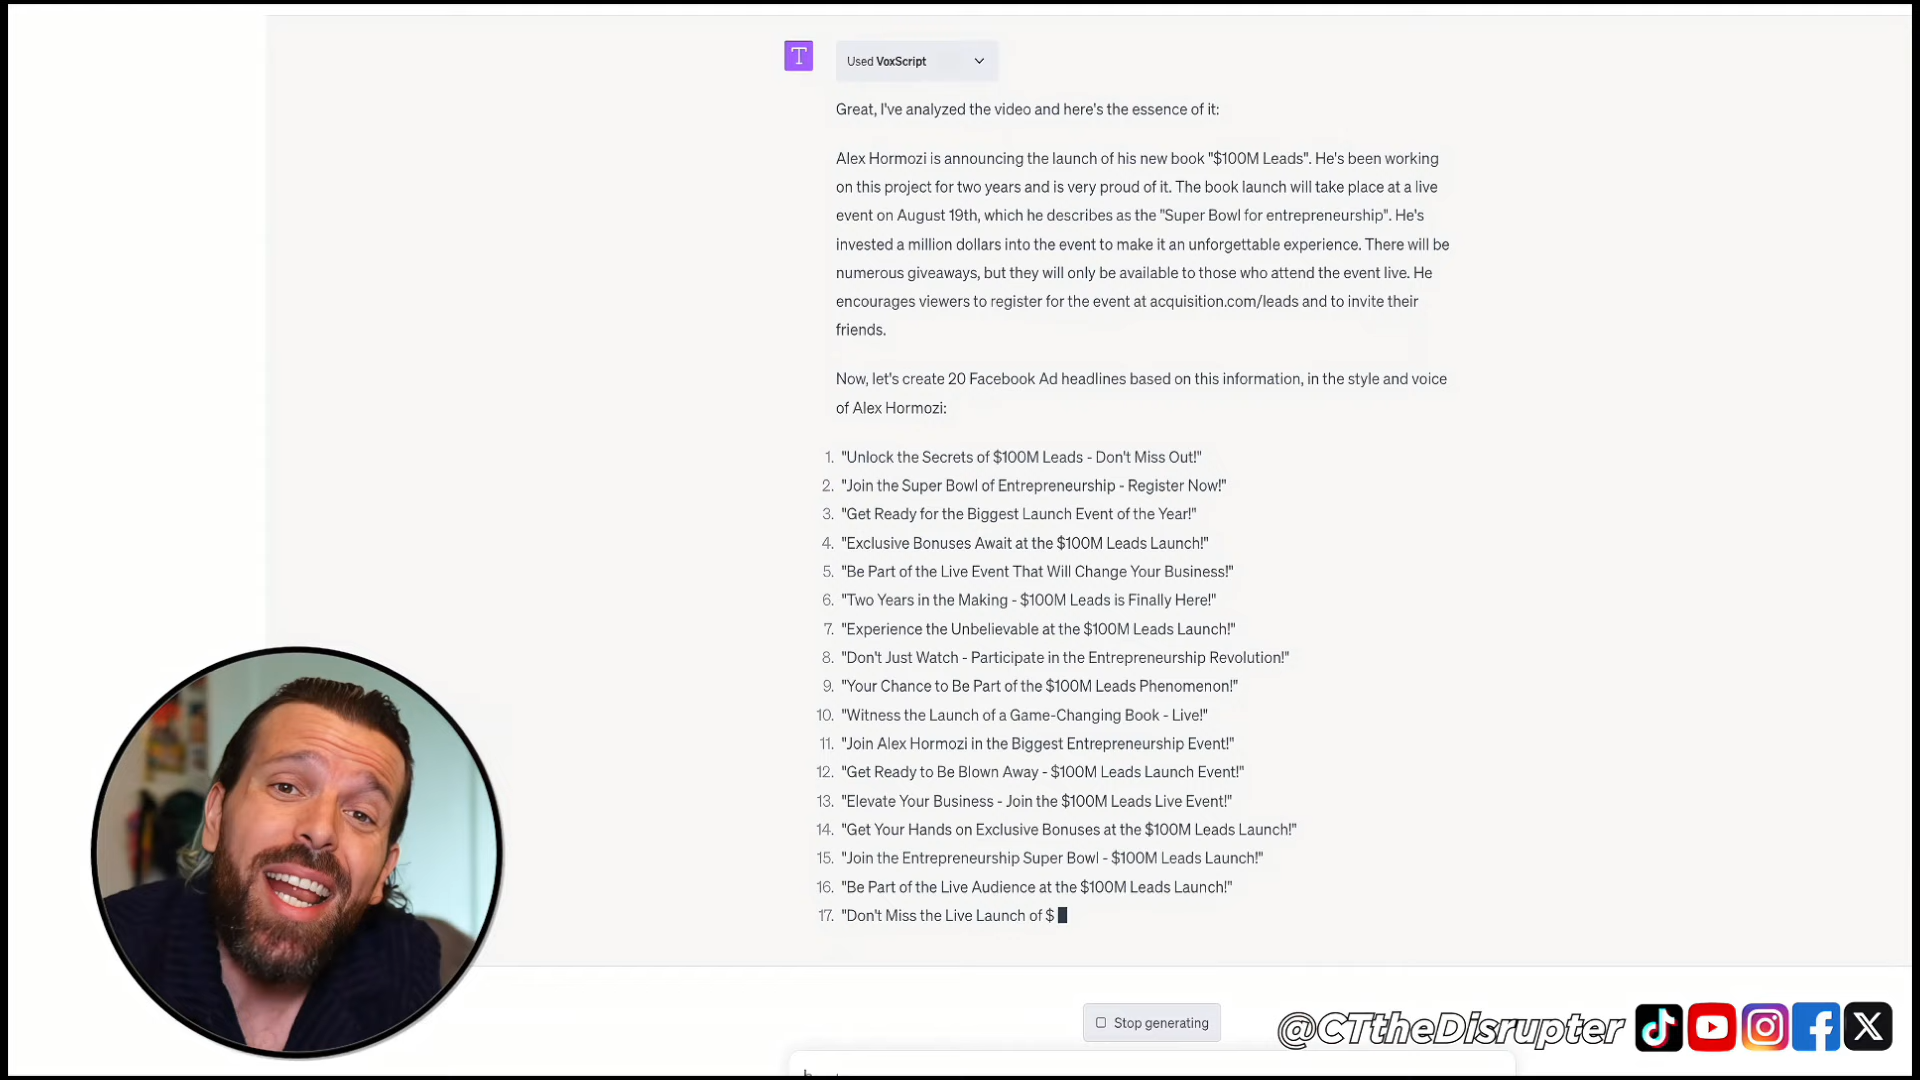 T
Used VoxScript
Great, I've analyzed the video and here's the essence of it:
Alex Hormozi is announcing the launch of his new book "$100M Leads". He's been working
on this project for two years and is very proud of it. The book launch will take place at a live
event on August 19th, which he describes as the "Super Bowl for entrepreneurship". He's
invested a million dollars into the event to make it an unforgettable experience. There will be
numerous giveaways, but they will only be available to those who attend the event live. He
encourages viewers to register for the event at acquisition.com/leads and to invite their
friends.
Now, let's create 20 Facebook Ad headlines based on this information, in the style and voice
of Alex Hormozi:
1. "Unlock the Secrets of $100M Leads - Don't Miss Out!"
2. "Join the Super Bowl of Entrepreneurship - Register Now!"
3. "Get Ready for the Biggest Launch Event of the Year!"
4. "Exclusive Bonuses Await at the $100M Leads Launch!"
5. "Be Part of the Live Event That Will Change Your Business!"
6. "Two Years in the Making - $100M Leads is Finally Here!"
7. "Experience the Unbelievable at the $100M Leads Launch!"
8. "Don't Just Watch - Participate in the Entrepreneurship Revolution!"
9. "Your Chance to Be Part of the $100M Leads Phenomenon!"
10. "Witness the Launch of a Game-Changing Book - Live!"
11. "Join Alex Hormozi in the Biggest Entrepreneurship Event!"
12. "Get Ready to Be Blown Away - $100M Leads Launch Event!"
13. "Elevate Your Business - Join the $100M Leads Live Event!"
14. "Get Your Hands on Exclusive Bonuses at the $100M Leads Launch!"
15. "Join the Entrepreneurship Super Bowl - $100M Leads Launch!"
16. "Be Part of the Live Audience at the $100M Leads Launch!"
17. "Don't Miss the Live Launch of $
Stop generating
@CTtheDisrupter